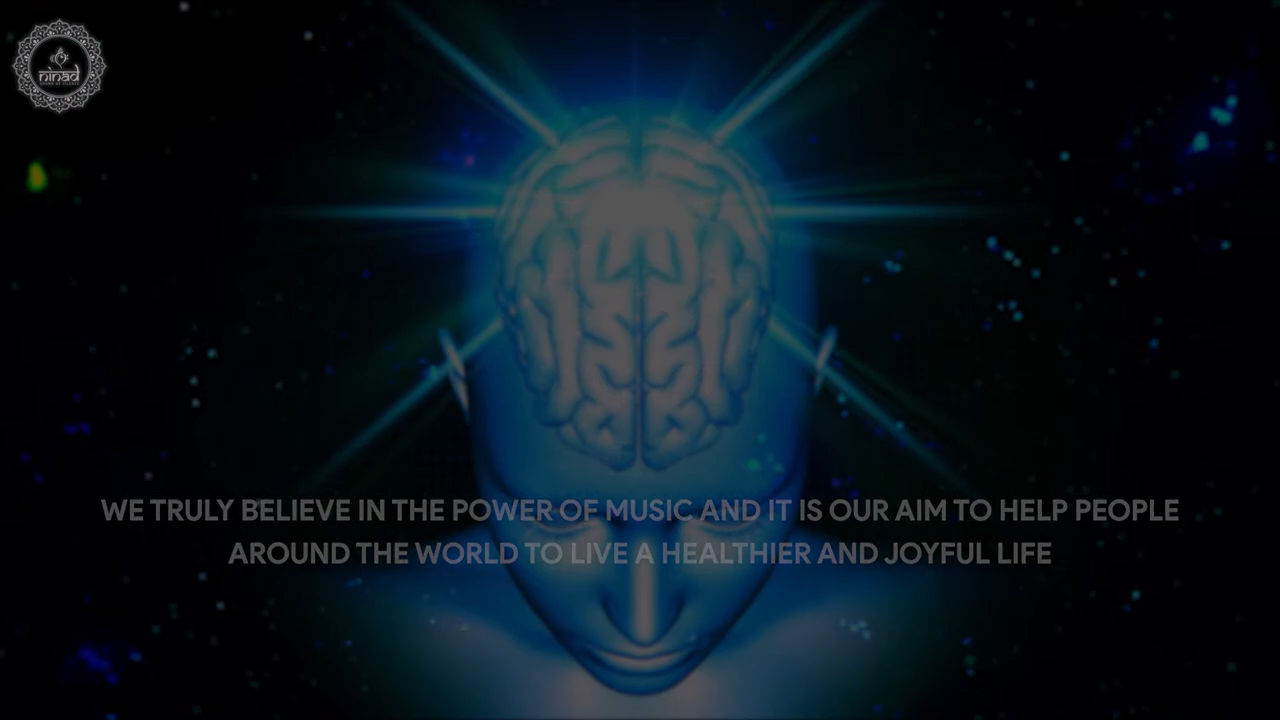 ninad
WE TRULY BELIEVE IN THE POWER OF MUSIC AND IT IS OUR AIM TO HELP PEOPLE
AROUND THE WORLD TO LIVE A HEALTHIER AND JOYFUL LIFE